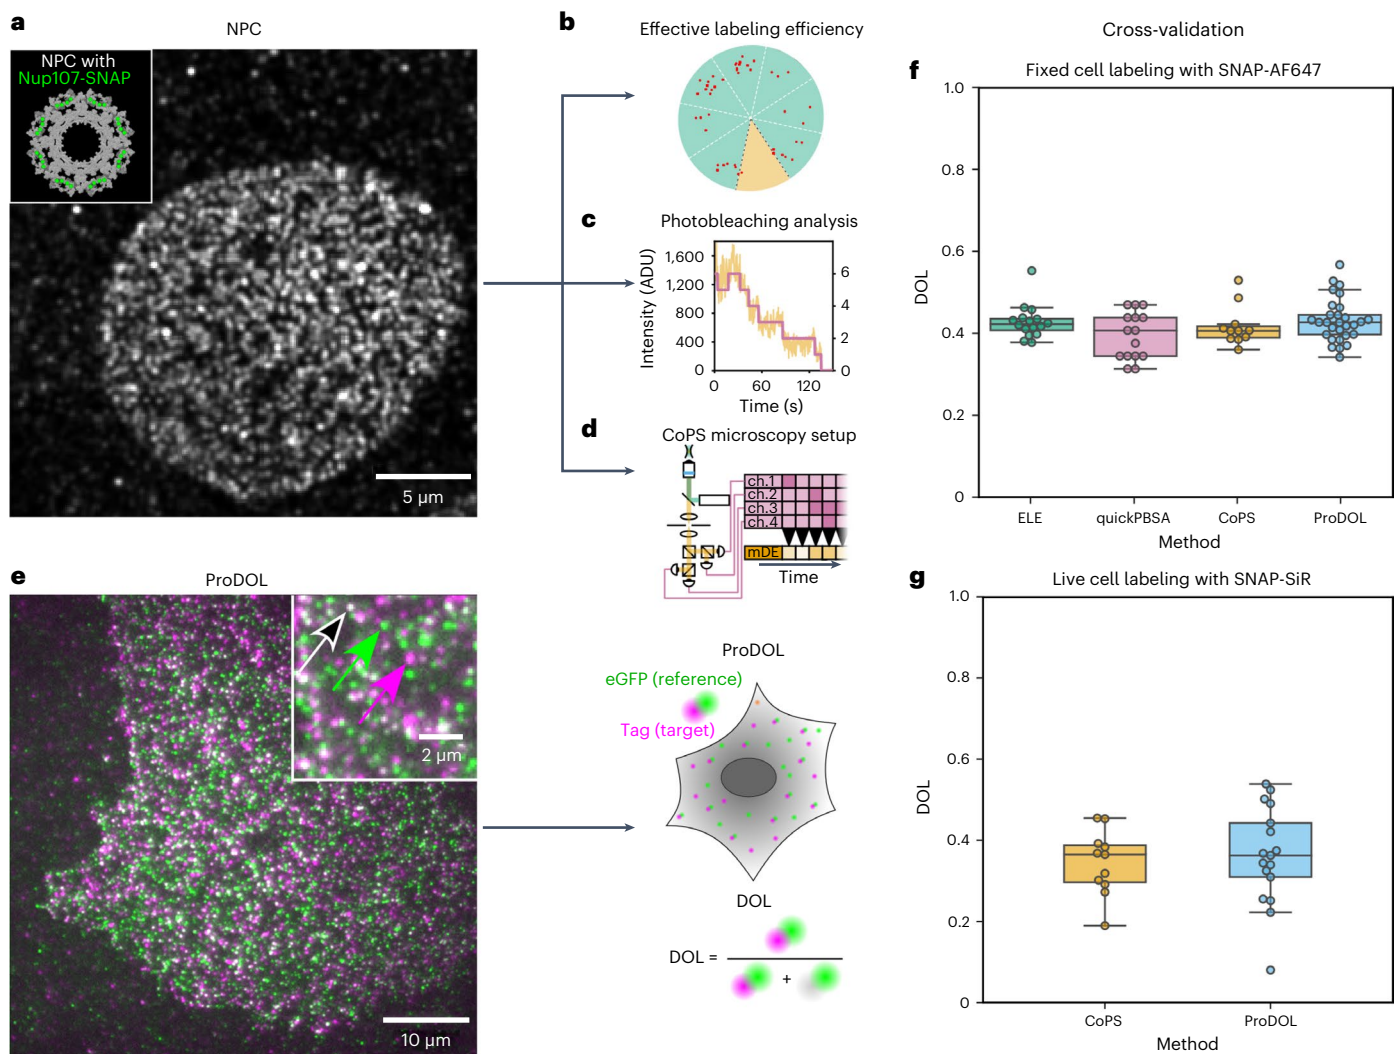 a
NPC
NPC with
Nup107-SNAP
5 µm
b
Effective labeling efficiency
c
Photobleaching analysis
Intensity (ADU)
1,600
1,200
800
400
0
6
4
2
0
0
60
120
Time (s)
d
CoPS microscopy setup
ch.1
ch.2
ch.3
ch.4
mDE
Time
e
ProDOL
2 µm
10 µm
ProDOL
eGFP (reference)
Tag (target)
DOL
DOL =
+
Cross-validation
f
Fixed cell labeling with SNAP-AF647
DOL
1.0
0.8
0.6
0.4
0.2
0
ELE
quickPBSA
CoPS
ProDOL
Method
g
Live cell labeling with SNAP-SiR
DOL
1.0
0.8
0.6
0.4
0.2
0
CoPS
ProDOL
Method